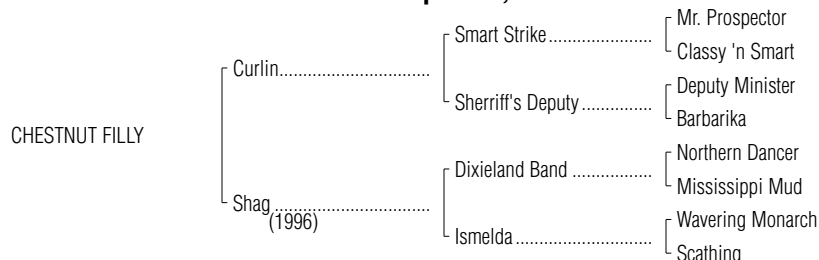 Mr. Prospector
Smart Strike
Classy 'n Smart
Curlin
Deputy Minister
Sherriff's Deputy
Barbarika
CHESTNUT FILLY
Northern Dancer
Dixieland Band
Mississippi Mud
Shag
(1996)
Wavering Monarch
Ismelda
Scathing